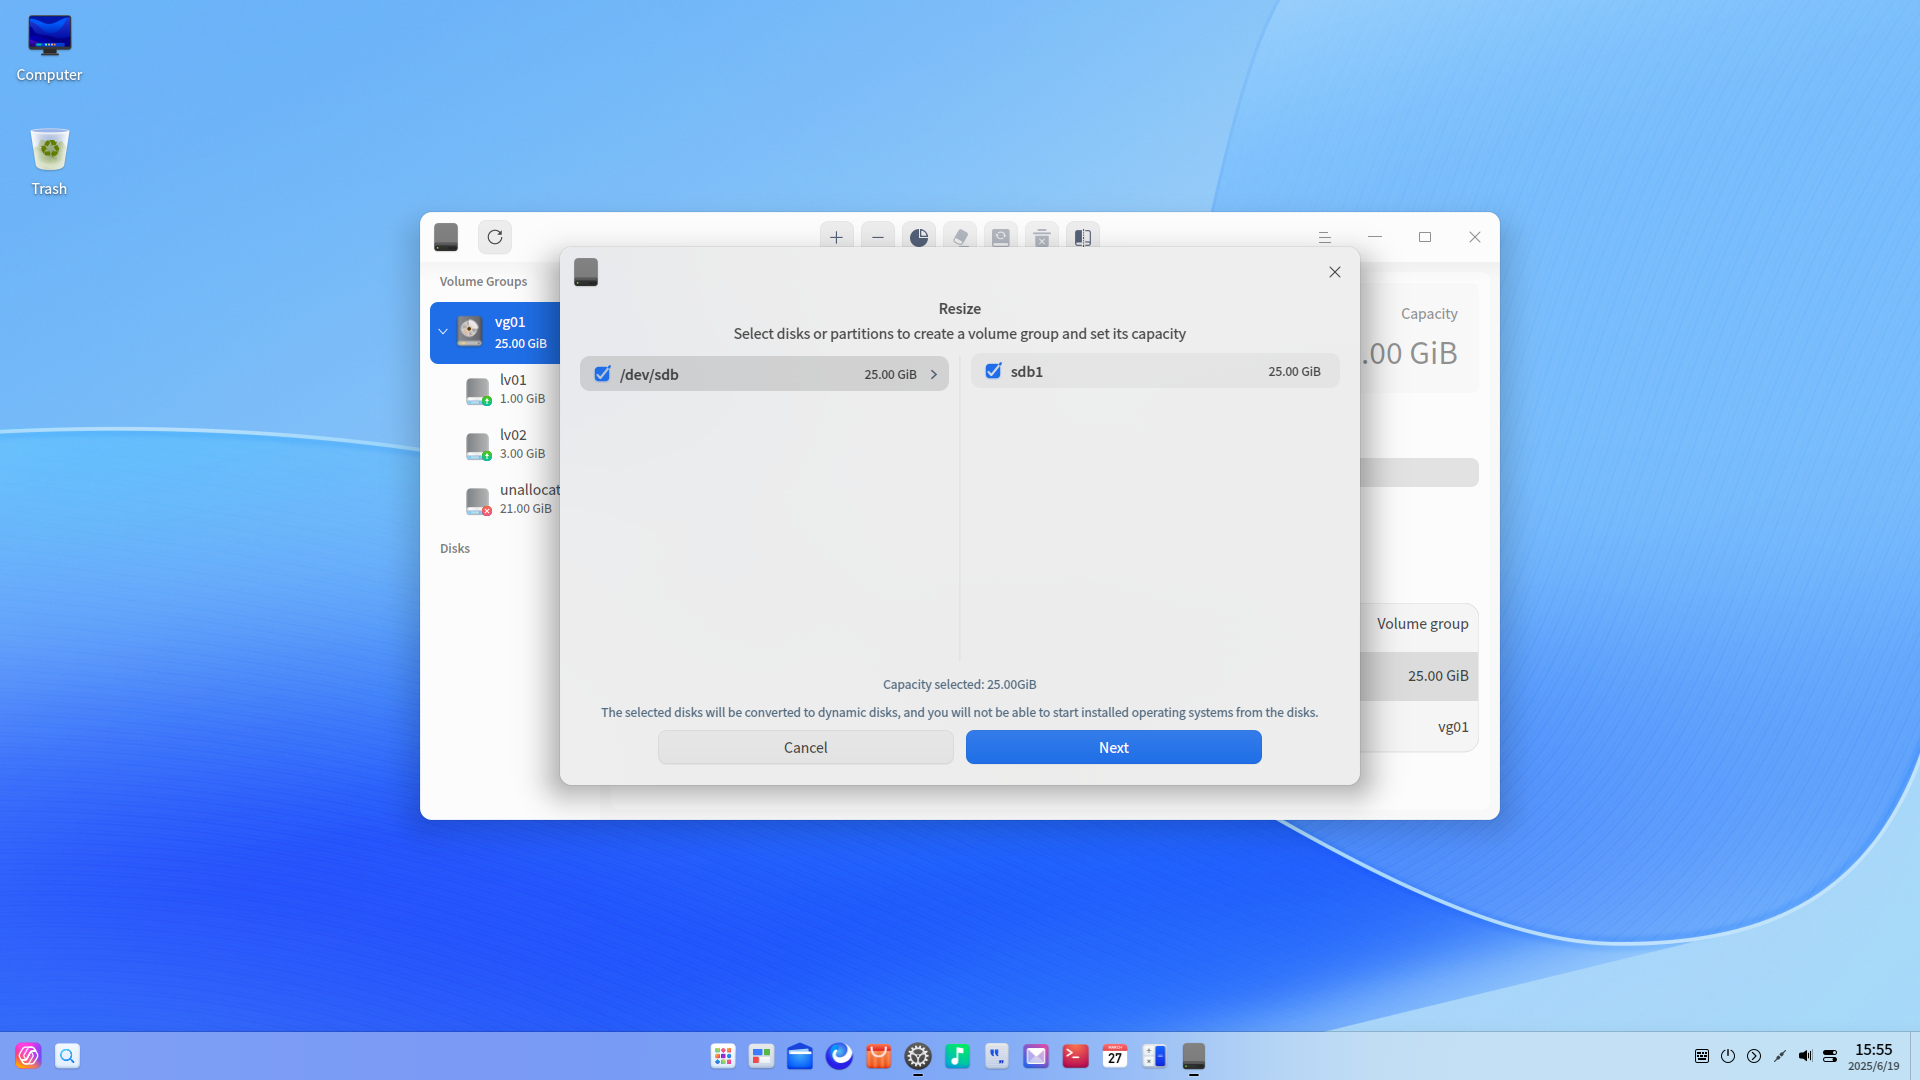 Computer
Trash
Volume Groups
vg01
25.00 GiB
lv01
1.00 GiB
lv02
3.00 GiB
unallocat
21.00 GiB
Disks
Resize
Select disks or partitions to create a volume group and set its capacity
/dev/sdb 25.00 GiB
sdb1 25.00 GiB
Capacity selected: 25.00GiB
The selected disks will be converted to dynamic disks, and you will not be able to start installed operating systems from the disks.
Cancel
Next
Capacity
.00 GiB
Volume group
25.00 GiB
vg01
MARCH
27
15:55
2025/6/19